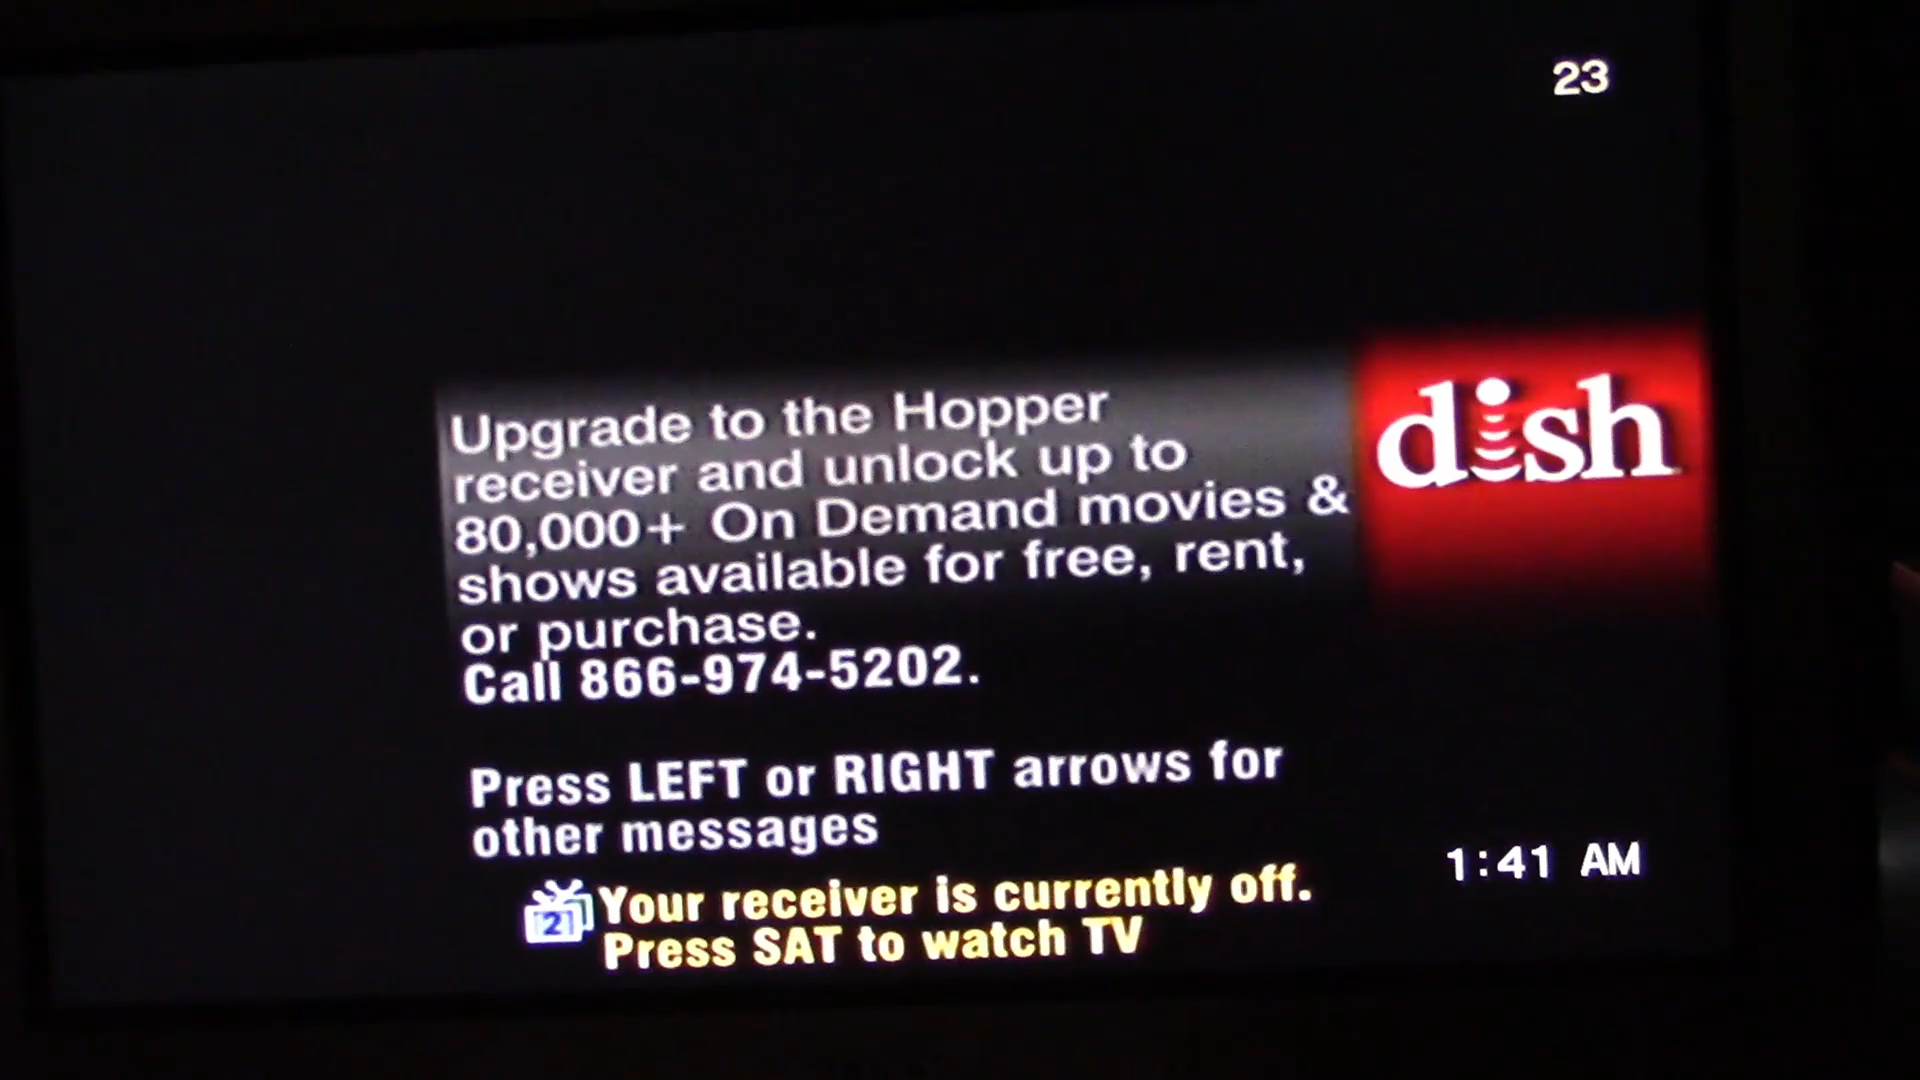 23
dish
Upgrade to the Hopper
receiver and unlock up to
80,000+ On Demand movies &
shows available for free, rent,
or purchase.
Call 866-974-5202.
Press LEFT or RIGHT arrows for
other messages
1:41 AM
2
Your receiver is currently off.
Press SAT to watch TV